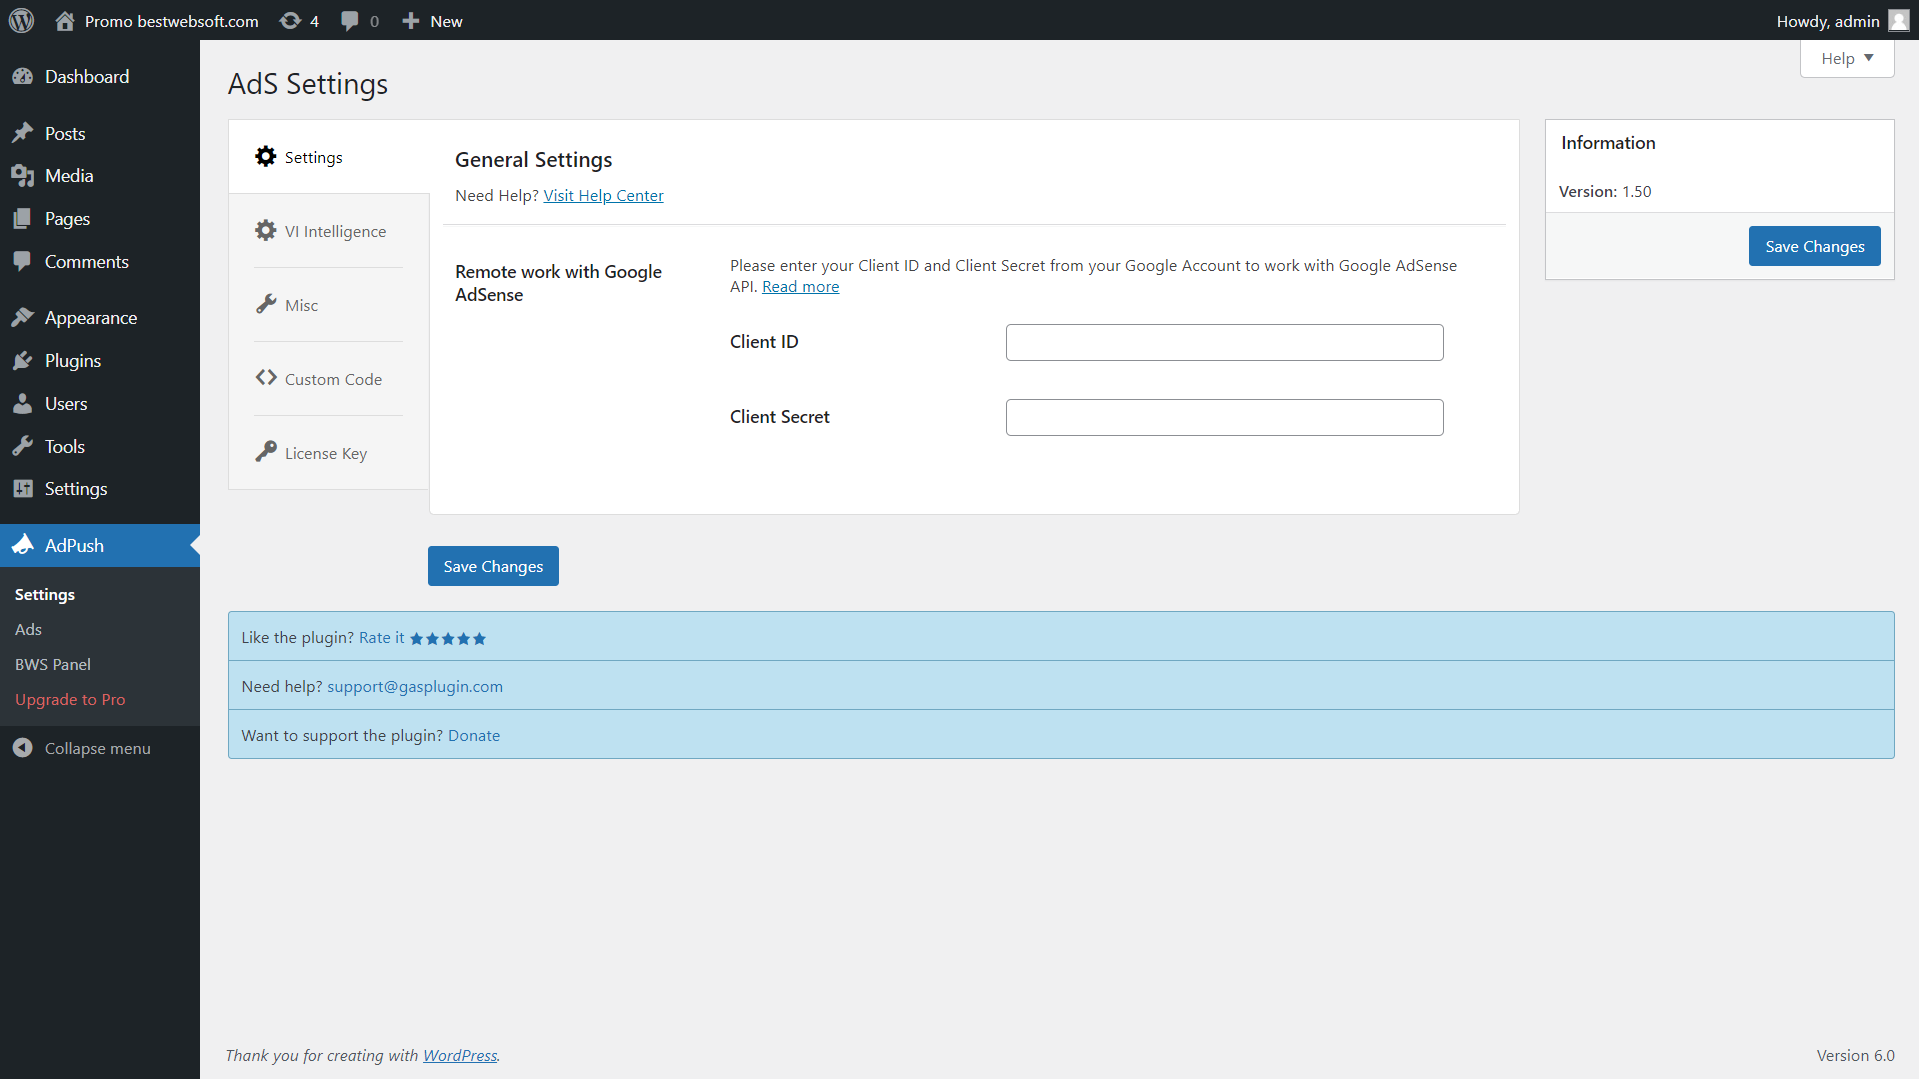 Promo bestwebsoft.com 4 0 New Howdy, admin
Dashboard
Posts
Media
Pages
Comments
Appearance
Plugins
Users
Tools
Settings
AdPush
Settings
Ads
BWS Panel
Upgrade to Pro
Collapse menu
Help
AdS Settings
Settings
VI Intelligence
Misc
Custom Code
License Key
General Settings
Need Help? Visit Help Center
Remote work with Google
AdSense
Please enter your Client ID and Client Secret from your Google Account to work with Google AdSense
API. Read more
Client ID
Client Secret
Save Changes
Information
Version: 1.50
Save Changes
Like the plugin? Rate it
Need help? support@gasplugin.com
Want to support the plugin? Donate
Thank you for creating with WordPress.
Version 6.0